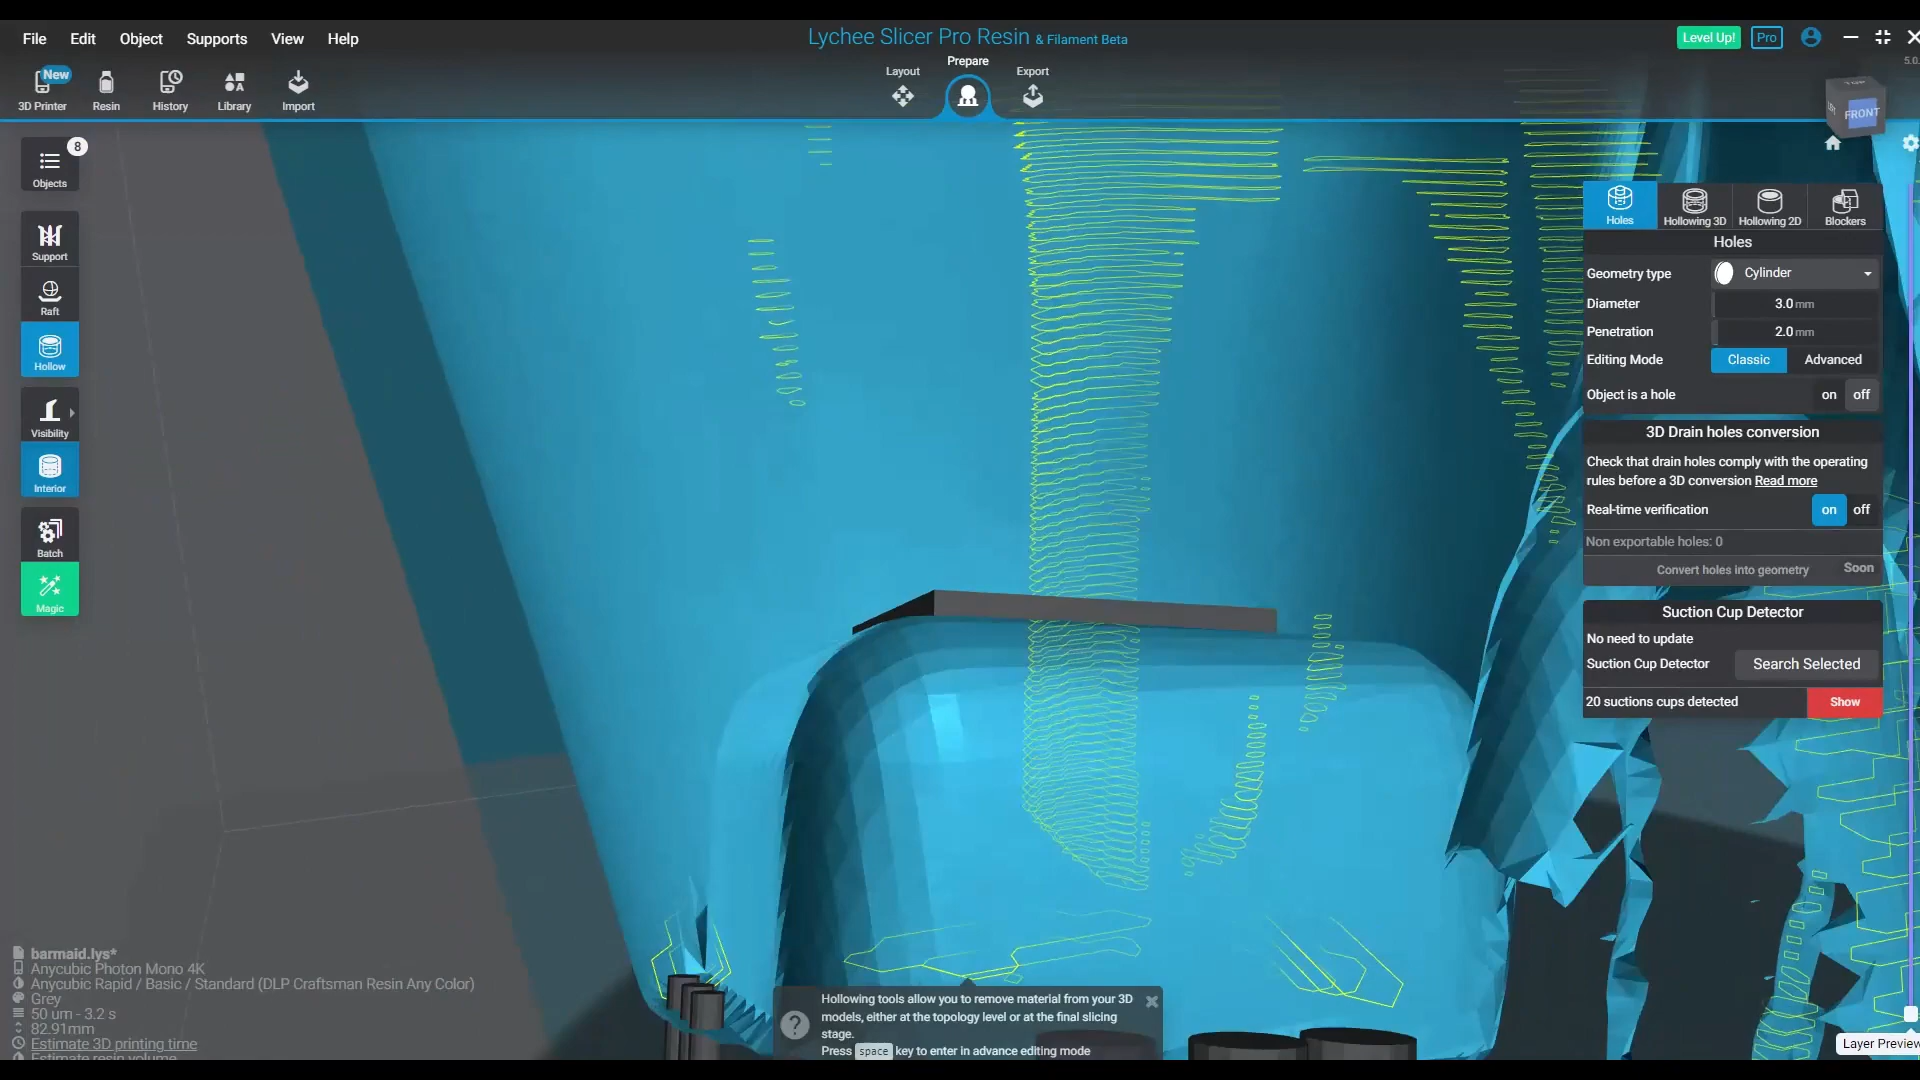 File Edit Object Supports View Help
Lychee Slicer Pro Resin & Filament Beta
Level Up! Pro
5.0.
New
3D Printer Resin History Library Import
Layout Prepare Export
FRONT
8
Objects
Support
Raft
Hollow
Visibility
Interior
Batch
Magic
Holes Hollowing 3D Hollowing 2D Blockers
Holes
Geometry type Cylinder
Diameter 3.0 mm
Penetration 2.0 mm
Editing Mode Classic Advanced
Object is a hole on off
3D Drain holes conversion
Check that drain holes comply with the operating
rules before a 3D conversion Read more
Real-time verification on off
Non exportable holes: 0
Convert holes into geometry Soon
Suction Cup Detector
No need to update
Suction Cup Detector Search Selected
20 suctions cups detected Show
barmaid.lys*
Anycubic Photon Mono 4K
Anycubic Rapid / Basic / Standard (DLP Craftsman Resin Any Color)
Grey
50 um - 3.2 s
82.91mm
Estimate 3D printing time
Estimate resin volume
Hollowing tools allow you to remove material from your 3D
models, either at the topology level or at the final slicing
stage.
Press space key to enter in advance editing mode
Layer Preview